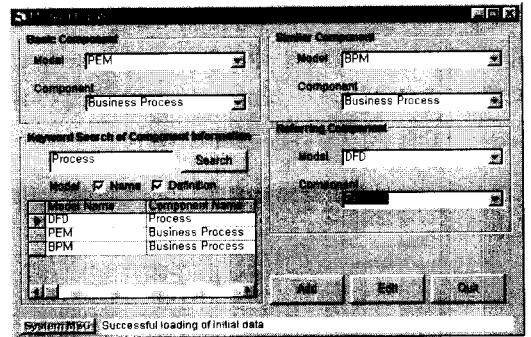 Basic Component
Model PEM
Component
Business Process
Similar Component
Model BPM
Component
Business Process
Keyword Search of Component Information
Process Search
Model Name Definition
Model Name Component Name
DFD Process
PEM Business Process
BPM Business Process
Referring Component
Model DFD
Component
Add Edit Quit
System MSG Successful loading of initial data